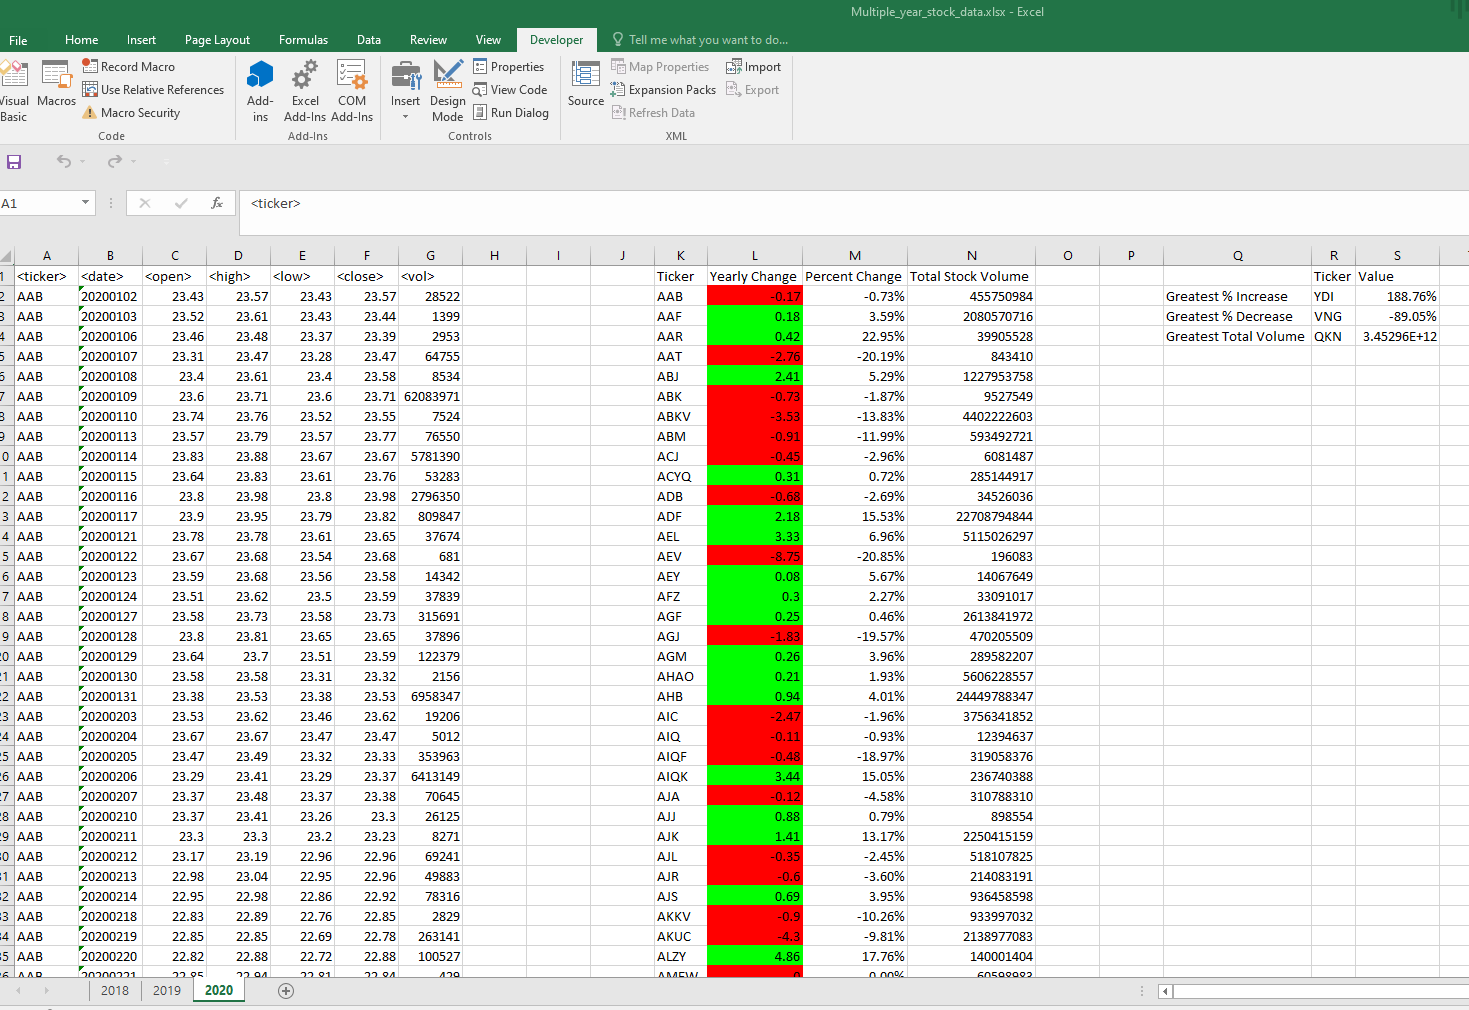 Multiple_year_stock_data.xlsx - Excel
File Home Insert Page Layout Formulas Data Review View Developer Tell me what you want to do...
Record Macro Properties Map Properties Import
Use Relative References View Code Expansion Packs Export
Macros Add- Excel COM Insert Design Source
Basic ins Add-Ins Add-Ins Mode
Macro Security Run Dialog Refresh Data
Code Add-Ins Controls XML
A1 fx <ticker>
A B C D E F G H I J K L M N O P Q R S
1 <ticker> <date> <open> <high> <low> <close> <vol> Ticker Yearly Change Percent Change Total Stock Volume Ticker Value
2 AAB 20200102 23.43 23.57 23.43 23.57 28522 AAB -0.17 -0.73% 455750984 Greatest % Increase YDI 188.76%
3 AAB 20200103 23.52 23.61 23.43 23.44 1399 AAF 0.18 3.59% 2080570716 Greatest % Decrease VNG -89.05%
4 AAB 20200106 23.46 23.48 23.37 23.39 2953 AAR 0.42 22.95% 39905528 Greatest Total Volume QKN 3.45296E+12
5 AAB 20200107 23.31 23.47 23.28 23.47 64755 AAT -2.76 -20.19% 843410
6 AAB 20200108 23.4 23.61 23.4 23.58 8534 ABJ 2.41 5.29% 1227953758
7 AAB 20200109 23.6 23.71 23.6 23.71 62083971 ABK -0.73 -1.87% 9527549
8 AAB 20200110 23.74 23.76 23.52 23.55 7524 ABKV -3.53 -13.83% 4402222603
9 AAB 20200113 23.57 23.79 23.57 23.77 76550 ABM -0.91 -11.99% 593492721
0 AAB 20200114 23.83 23.88 23.67 23.67 5781390 ACJ -0.45 -2.96% 6081487
1 AAB 20200115 23.64 23.83 23.61 23.76 53283 ACYQ 0.31 0.72% 285144917
2 AAB 20200116 23.8 23.98 23.8 23.98 2796350 ADB -0.68 -2.69% 34526036
3 AAB 20200117 23.9 23.95 23.79 23.82 809847 ADF 2.18 15.53% 22708794844
4 AAB 20200121 23.78 23.78 23.61 23.65 37674 AEL 3.33 6.96% 5115026297
5 AAB 20200122 23.67 23.68 23.54 23.68 681 AEV -8.75 -20.85% 196083
6 AAB 20200123 23.59 23.68 23.56 23.58 14342 AEY 0.08 5.67% 14067649
7 AAB 20200124 23.51 23.62 23.5 23.59 37839 AFZ 0.3 2.27% 33091017
8 AAB 20200127 23.58 23.73 23.58 23.73 315691 AGF 0.25 0.46% 2613841972
9 AAB 20200128 23.8 23.81 23.65 23.65 37896 AGJ -1.83 -19.57% 470205509
20 AAB 20200129 23.64 23.7 23.51 23.59 122379 AGM 0.26 3.96% 289582207
21 AAB 20200130 23.58 23.58 23.31 23.32 2156 AHAO 0.21 1.93% 5606228557
22 AAB 20200131 23.38 23.53 23.38 23.53 6958347 AHB 0.94 4.01% 24449788347
23 AAB 20200203 23.53 23.62 23.46 23.62 19206 AIC -2.47 -1.96% 3756341852
24 AAB 20200204 23.67 23.67 23.47 23.47 5012 AIQ -0.11 -0.93% 12394637
25 AAB 20200205 23.47 23.49 23.32 23.33 353963 AIQF -0.48 -18.97% 319058376
26 AAB 20200206 23.29 23.41 23.29 23.37 6413149 AIQK 3.44 15.05% 236740388
27 AAB 20200207 23.37 23.48 23.37 23.38 70645 AJA -0.12 -4.58% 310788310
28 AAB 20200210 23.37 23.41 23.26 23.3 26125 AJJ 0.88 0.79% 898554
29 AAB 20200211 23.3 23.3 23.2 23.23 8271 AJK 1.41 13.17% 2250415159
30 AAB 20200212 23.17 23.19 22.96 22.96 69241 AJL -0.35 -2.45% 518107825
31 AAB 20200213 22.98 23.04 22.95 22.96 49883 AJR -0.6 -3.60% 214083191
32 AAB 20200214 22.95 22.98 22.86 22.92 78316 AJS 0.69 3.95% 936458598
33 AAB 20200218 22.83 22.89 22.76 22.85 2829 AKKV -0.9 -10.26% 933997032
34 AAB 20200219 22.85 22.85 22.69 22.78 263141 AKUC -4.3 -9.81% 2138977083
35 AAB 20200220 22.82 22.88 22.72 22.88 100527 ALZY 4.86 17.76% 140001404
AAB 20200221 22.85 22.94 22.81 22.84 429 AMEW 0 0.00% 60598983
2018 2019 2020